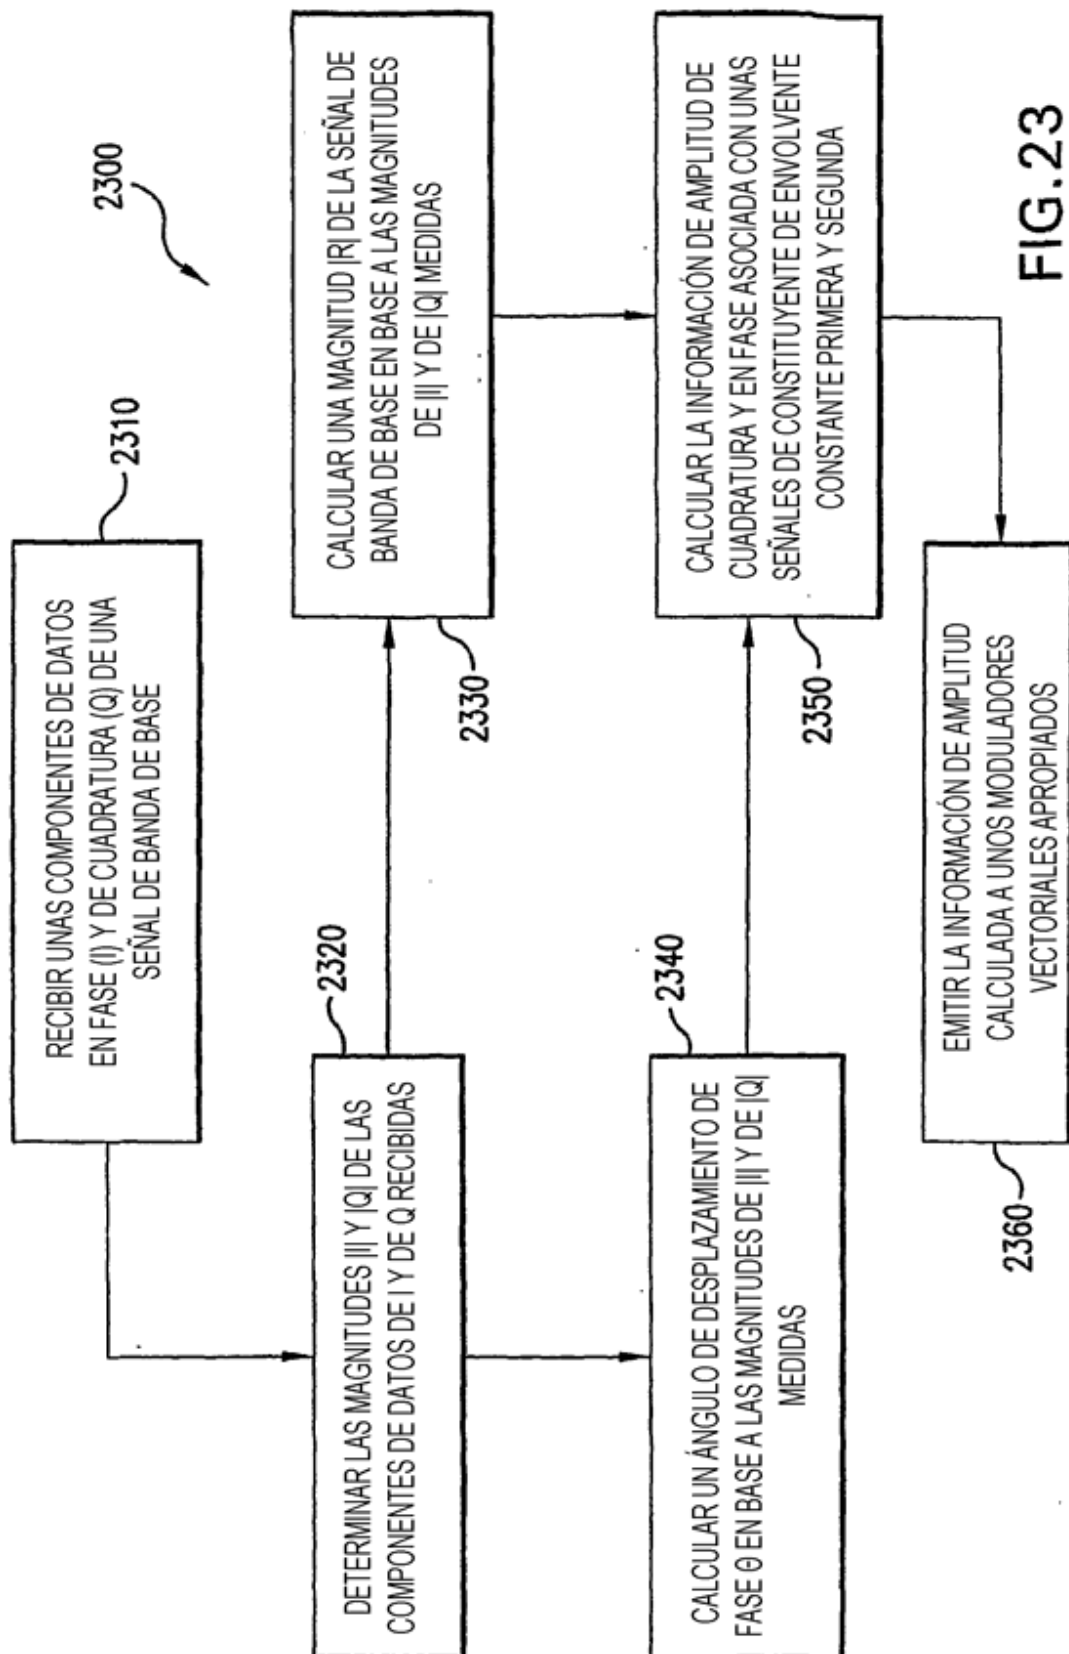 2300
2310
RECIBIR UNAS COMPONENTES DE DATOS
EN FASE (I) Y DE CUADRATURA (Q) DE UNA
SEÑAL DE BANDA DE BASE
2320
DETERMINAR LAS MAGNITUDES |I| Y |Q| DE LAS
COMPONENTES DE DATOS DE I Y DE Q RECIBIDAS
2330
CALCULAR UNA MAGNITUD |R| DE LA SEÑAL DE
BANDA DE BASE EN BASE A LAS MAGNITUDES
DE |I| Y DE |Q| MEDIDAS
2340
CALCULAR UN ÁNGULO DE DESPLAZAMIENTO DE
FASE Θ EN BASE A LAS MAGNITUDES DE |I| Y DE |Q|
MEDIDAS
2350
CALCULAR LA INFORMACIÓN DE AMPLITUD DE
CUADRATURA Y EN FASE ASOCIADA CON UNAS
SEÑALES DE CONSTITUYENTE DE ENVOLVENTE
CONSTANTE PRIMERA Y SEGUNDA
2360
EMITIR LA INFORMACIÓN DE AMPLITUD
CALCULADA A UNOS MODULADORES
VECTORIALES APROPIADOS
FIG.23